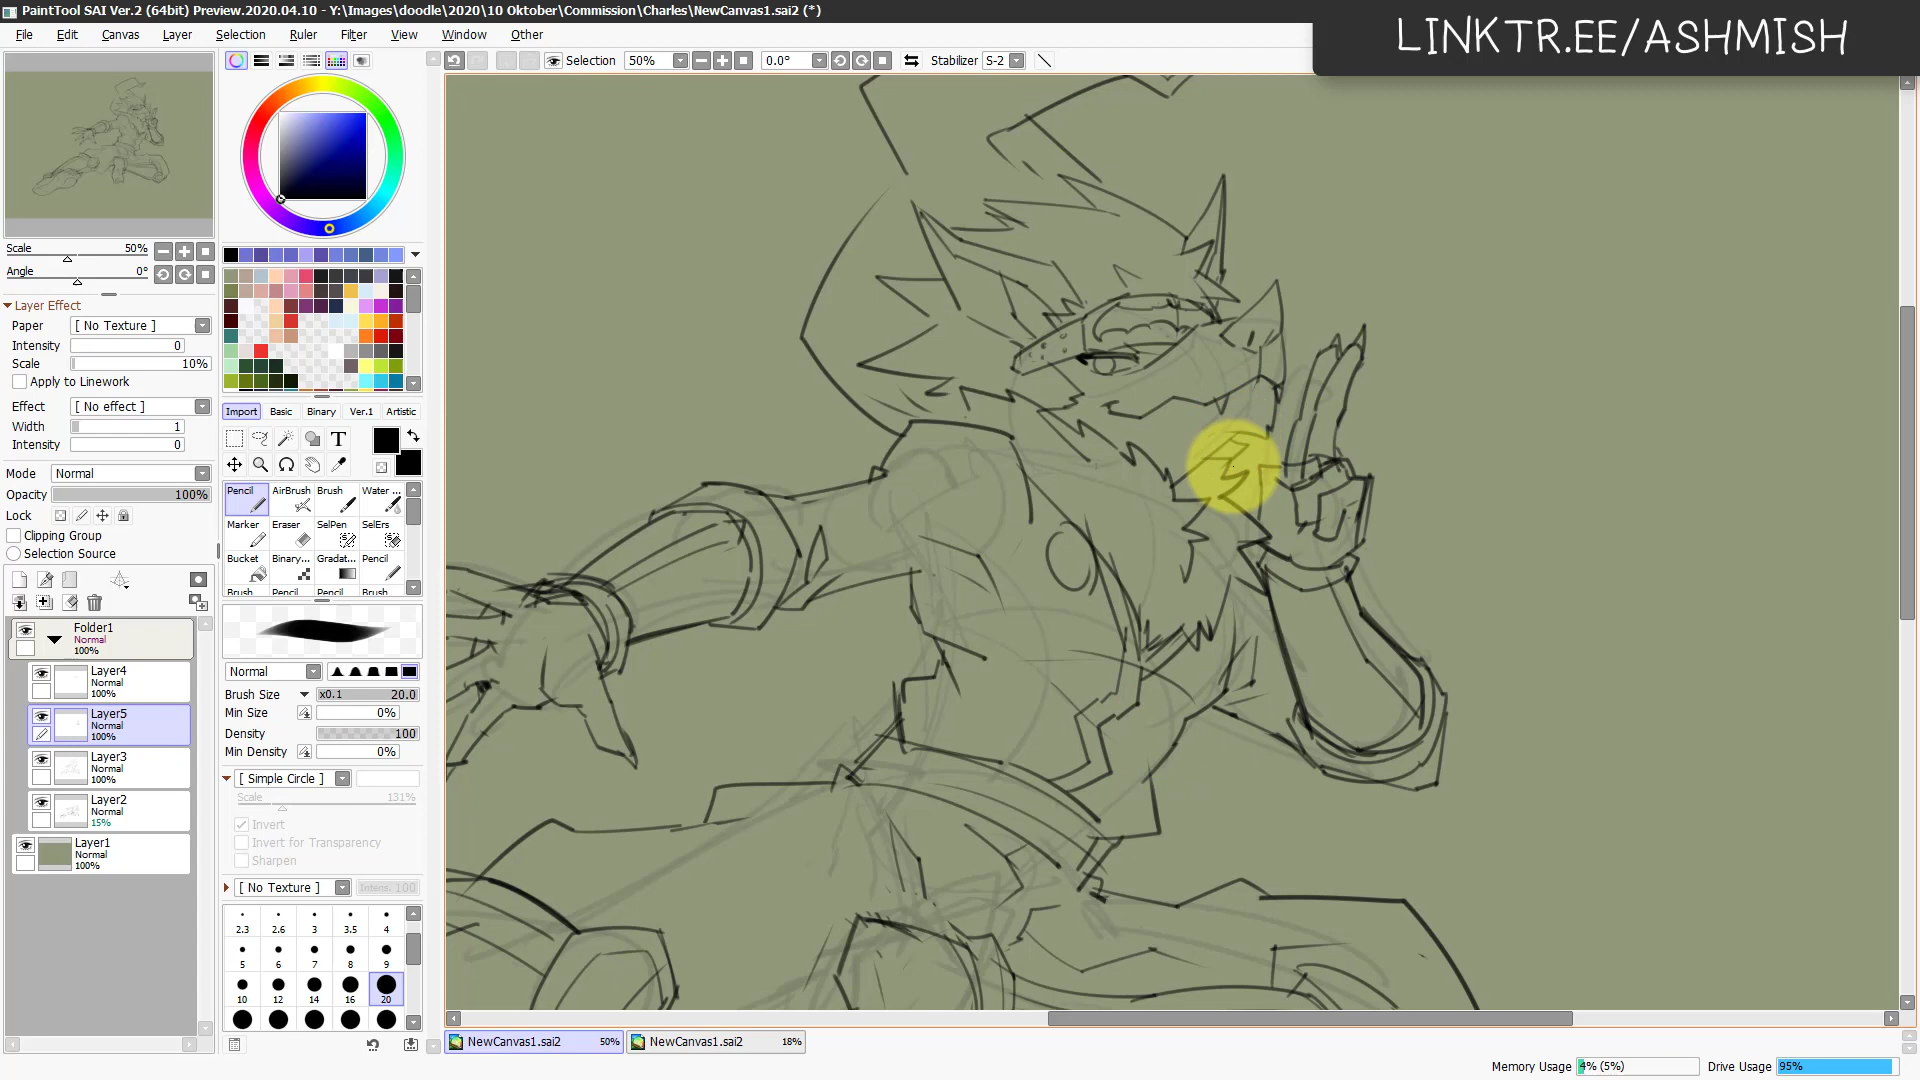 PaintTool SAI Ver.2 (64bit) Preview.2020.04.10 - Y:\Images\doodle\2020\10 Oktober\Commission\Charles\NewCanvas1.sai2 (*)
LINKTR.EE/ASHMISH
File Edit Canvas Layer Selection Ruler Filter View Window Other
Selection 50% 0.0° Stabilizer S-2
Scale 50%
Angle 0°
Layer Effect
Paper [ No Texture ]
Intensity 0
Scale 10%
Apply to Linework
Effect [ No effect ]
Width 1
Intensity 0
Mode Normal
Opacity 100%
Lock
Clipping Group
Selection Source
Folder1
Normal
100%
Layer4
Normal
100%
Layer5
Normal
100%
Layer3
Normal
100%
Layer2
Normal
15%
Layer1
Normal
100%
Import Basic Binary Ver.1 Artistic
T
Pencil AirBrush Brush Water ...
Marker Eraser SelPen SelErs
Bucket Binary... Gradat... Pencil
Brush Pencil Pencil Brush
Normal
Brush Size x0.1 20.0
Min Size 0%
Density 100
Min Density 0%
[ Simple Circle ]
Scale 131%
Invert
Invert for Transparency
Sharpen
[ No Texture ] Intens. 100
2.3 2.6 3 3.5 4
5 6 7 8 9
10 12 14 16 20
NewCanvas1.sai2 50% NewCanvas1.sai2 18%
Memory Usage 4% (5%) Drive Usage 95%